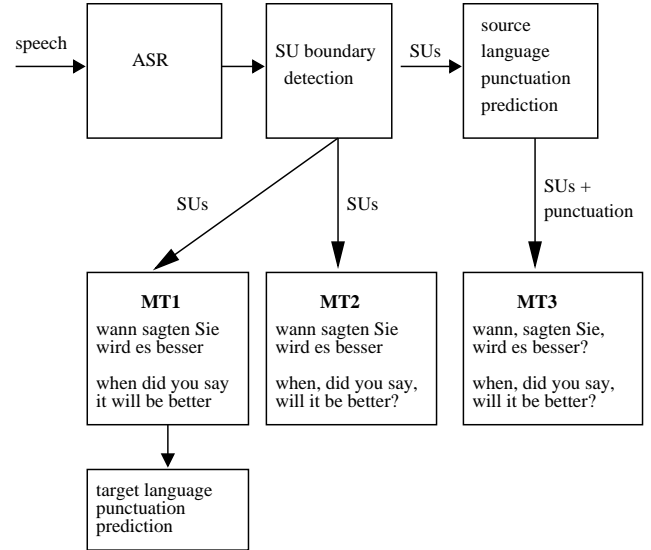 speech
ASR
SU boundary
detection
SUs
source
language
punctuation
prediction
SUs
SUs
SUs +
punctuation
MT1
wann sagten Sie
wird es besser
when did you say
it will be better
MT2
wann sagten Sie
wird es besser
when, did you say,
will it be better?
MT3
wann, sagten Sie,
wird es besser?
when, did you say,
will it be better?
target language
punctuation
prediction